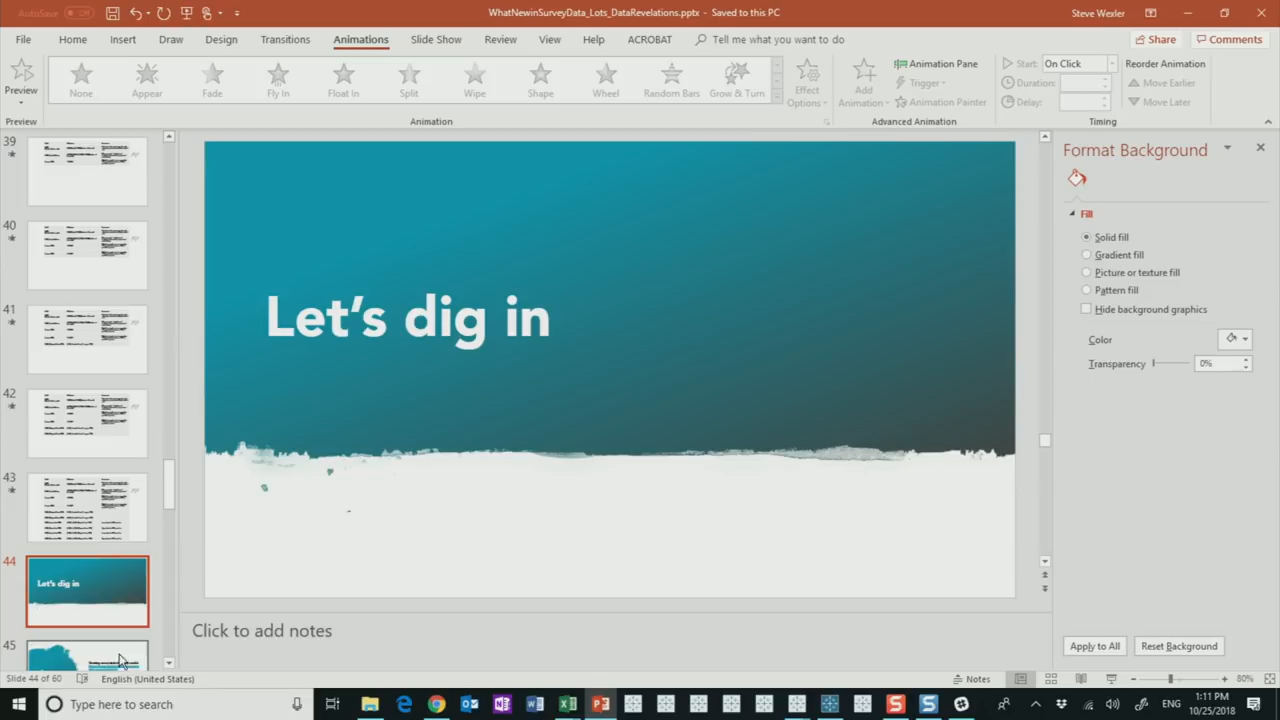 AutoSave Off WhatNewinSurveyData_Lots_DataRevelations.pptx - Saved to this PC Steve Wexler
File Home Insert Draw Design Transitions Animations Slide Show Review View Help ACROBAT Tell me what you want to do Share Comments
Preview None Appear Fade Fly In Float In Split Wipe Shape Wheel Random Bars Grow & Turn Effect Options Add Animation Animation Pane Trigger Animation Painter Start: On Click Duration: Delay: Reorder Animation Move Earlier Move Later
Preview Animation Advanced Animation Timing
39
40
41
42
43
44
Let's dig in
45
Let's dig in
Click to add notes
Format Background
Fill
Solid fill
Gradient fill
Picture or texture fill
Pattern fill
Hide background graphics
Color
Transparency 0%
Apply to All Reset Background
Slide 44 of 60 English (United States) Notes 80%
Type here to search ENG 1:11 PM
10/25/2018